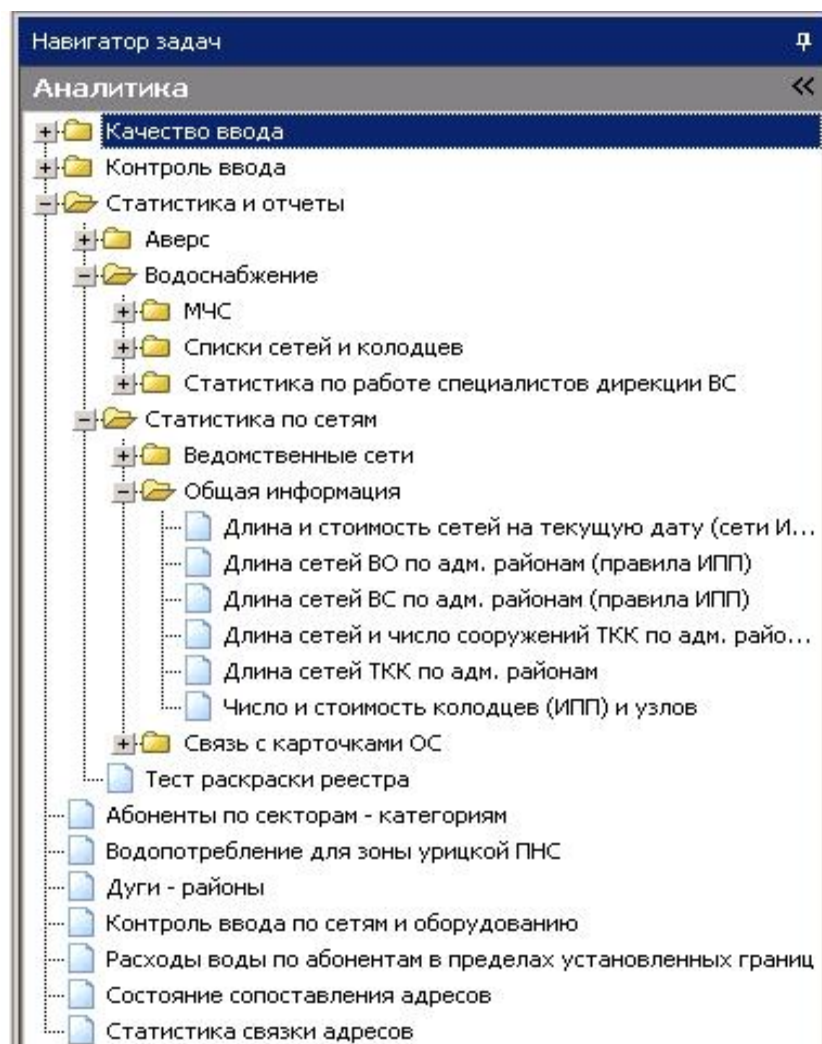 Навигатор задач
Аналитика
Качество ввода
Контроль ввода
Статистика и отчеты
Аверс
Водоснабжение
МЧС
Списки сетей и колодцев
Статистика по работе специалистов дирекции ВС
Статистика по сетям
Ведомственные сети
Общая информация
Длина и стоимость сетей на текущую дату (сети И...
Длина сетей ВО по адм. районам (правила ИПП)
Длина сетей ВС по адм. районам (правила ИПП)
Длина сетей и число сооружений ТКК по адм. райо...
Длина сетей ТКК по адм. районам
Число и стоимость колодцев (ИПП) и узлов
Связь с карточками ОС
Тест раскраски реестра
Абоненты по секторам - категориям
Водопотребление для зоны урицкой ПНС
Дуги - районы
Контроль ввода по сетям и оборудованию
Расходы воды по абонентам в пределах установленных границ
Состояние сопоставления адресов
Статистика связки адресов